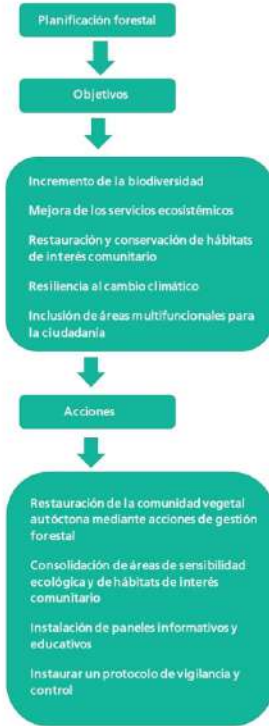 Planificación forestal
Objetivos
Incremento de la biodiversidad
Mejora de los servicios ecosistémicos
Restauración y conservación de hábitats
de interés comunitario
Resiliencia al cambio climático
Inclusión de áreas multifuncionales para
la ciudadanía
Acciones
Restauración de la comunidad vegetal
autóctona mediante acciones de gestión
forestal
Consolidación de áreas de sensibilidad
ecológica y de hábitats de interés
comunitario
Instalación de paneles informativos y
educativos
Instaurar un protocolo de vigilancia y
control